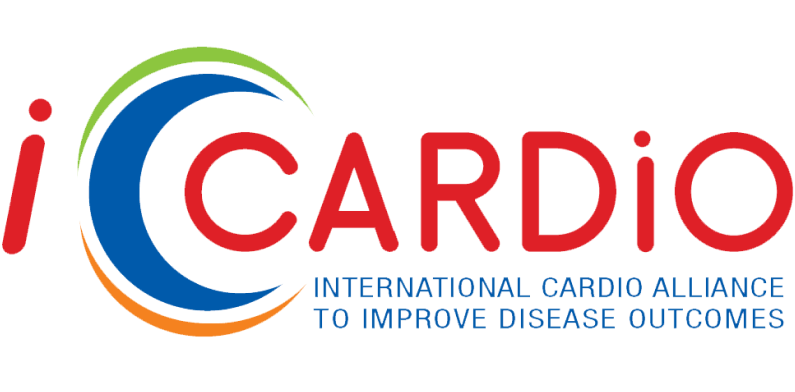 iCARDiO
INTERNATIONAL CARDIO ALLIANCE
TO IMPROVE DISEASE OUTCOMES